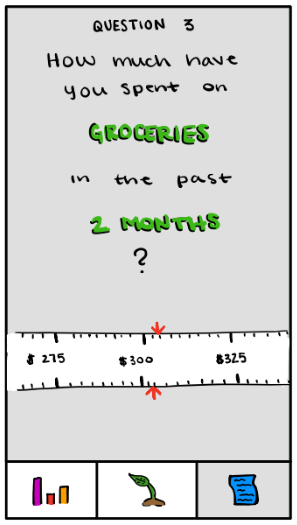 QUESTION 3
How much have
you spent on
GROCERIES
in the past
2 MONTHS
?
$ 275 $300 $325